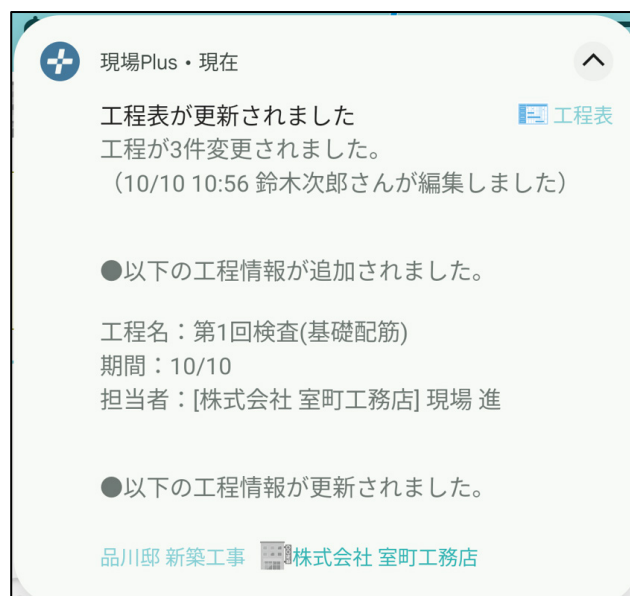 現場Plus • 現在
工程表が更新されました
工程表
工程が3件変更されました。
（10/10 10:56 鈴木次郎さんが編集しました）
●以下の工程情報が追加されました。
工程名：第1回検査(基礎配筋)
期間：10/10
担当者：[株式会社 室町工務店] 現場 進
●以下の工程情報が更新されました。
品川邸 新築工事 株式会社 室町工務店